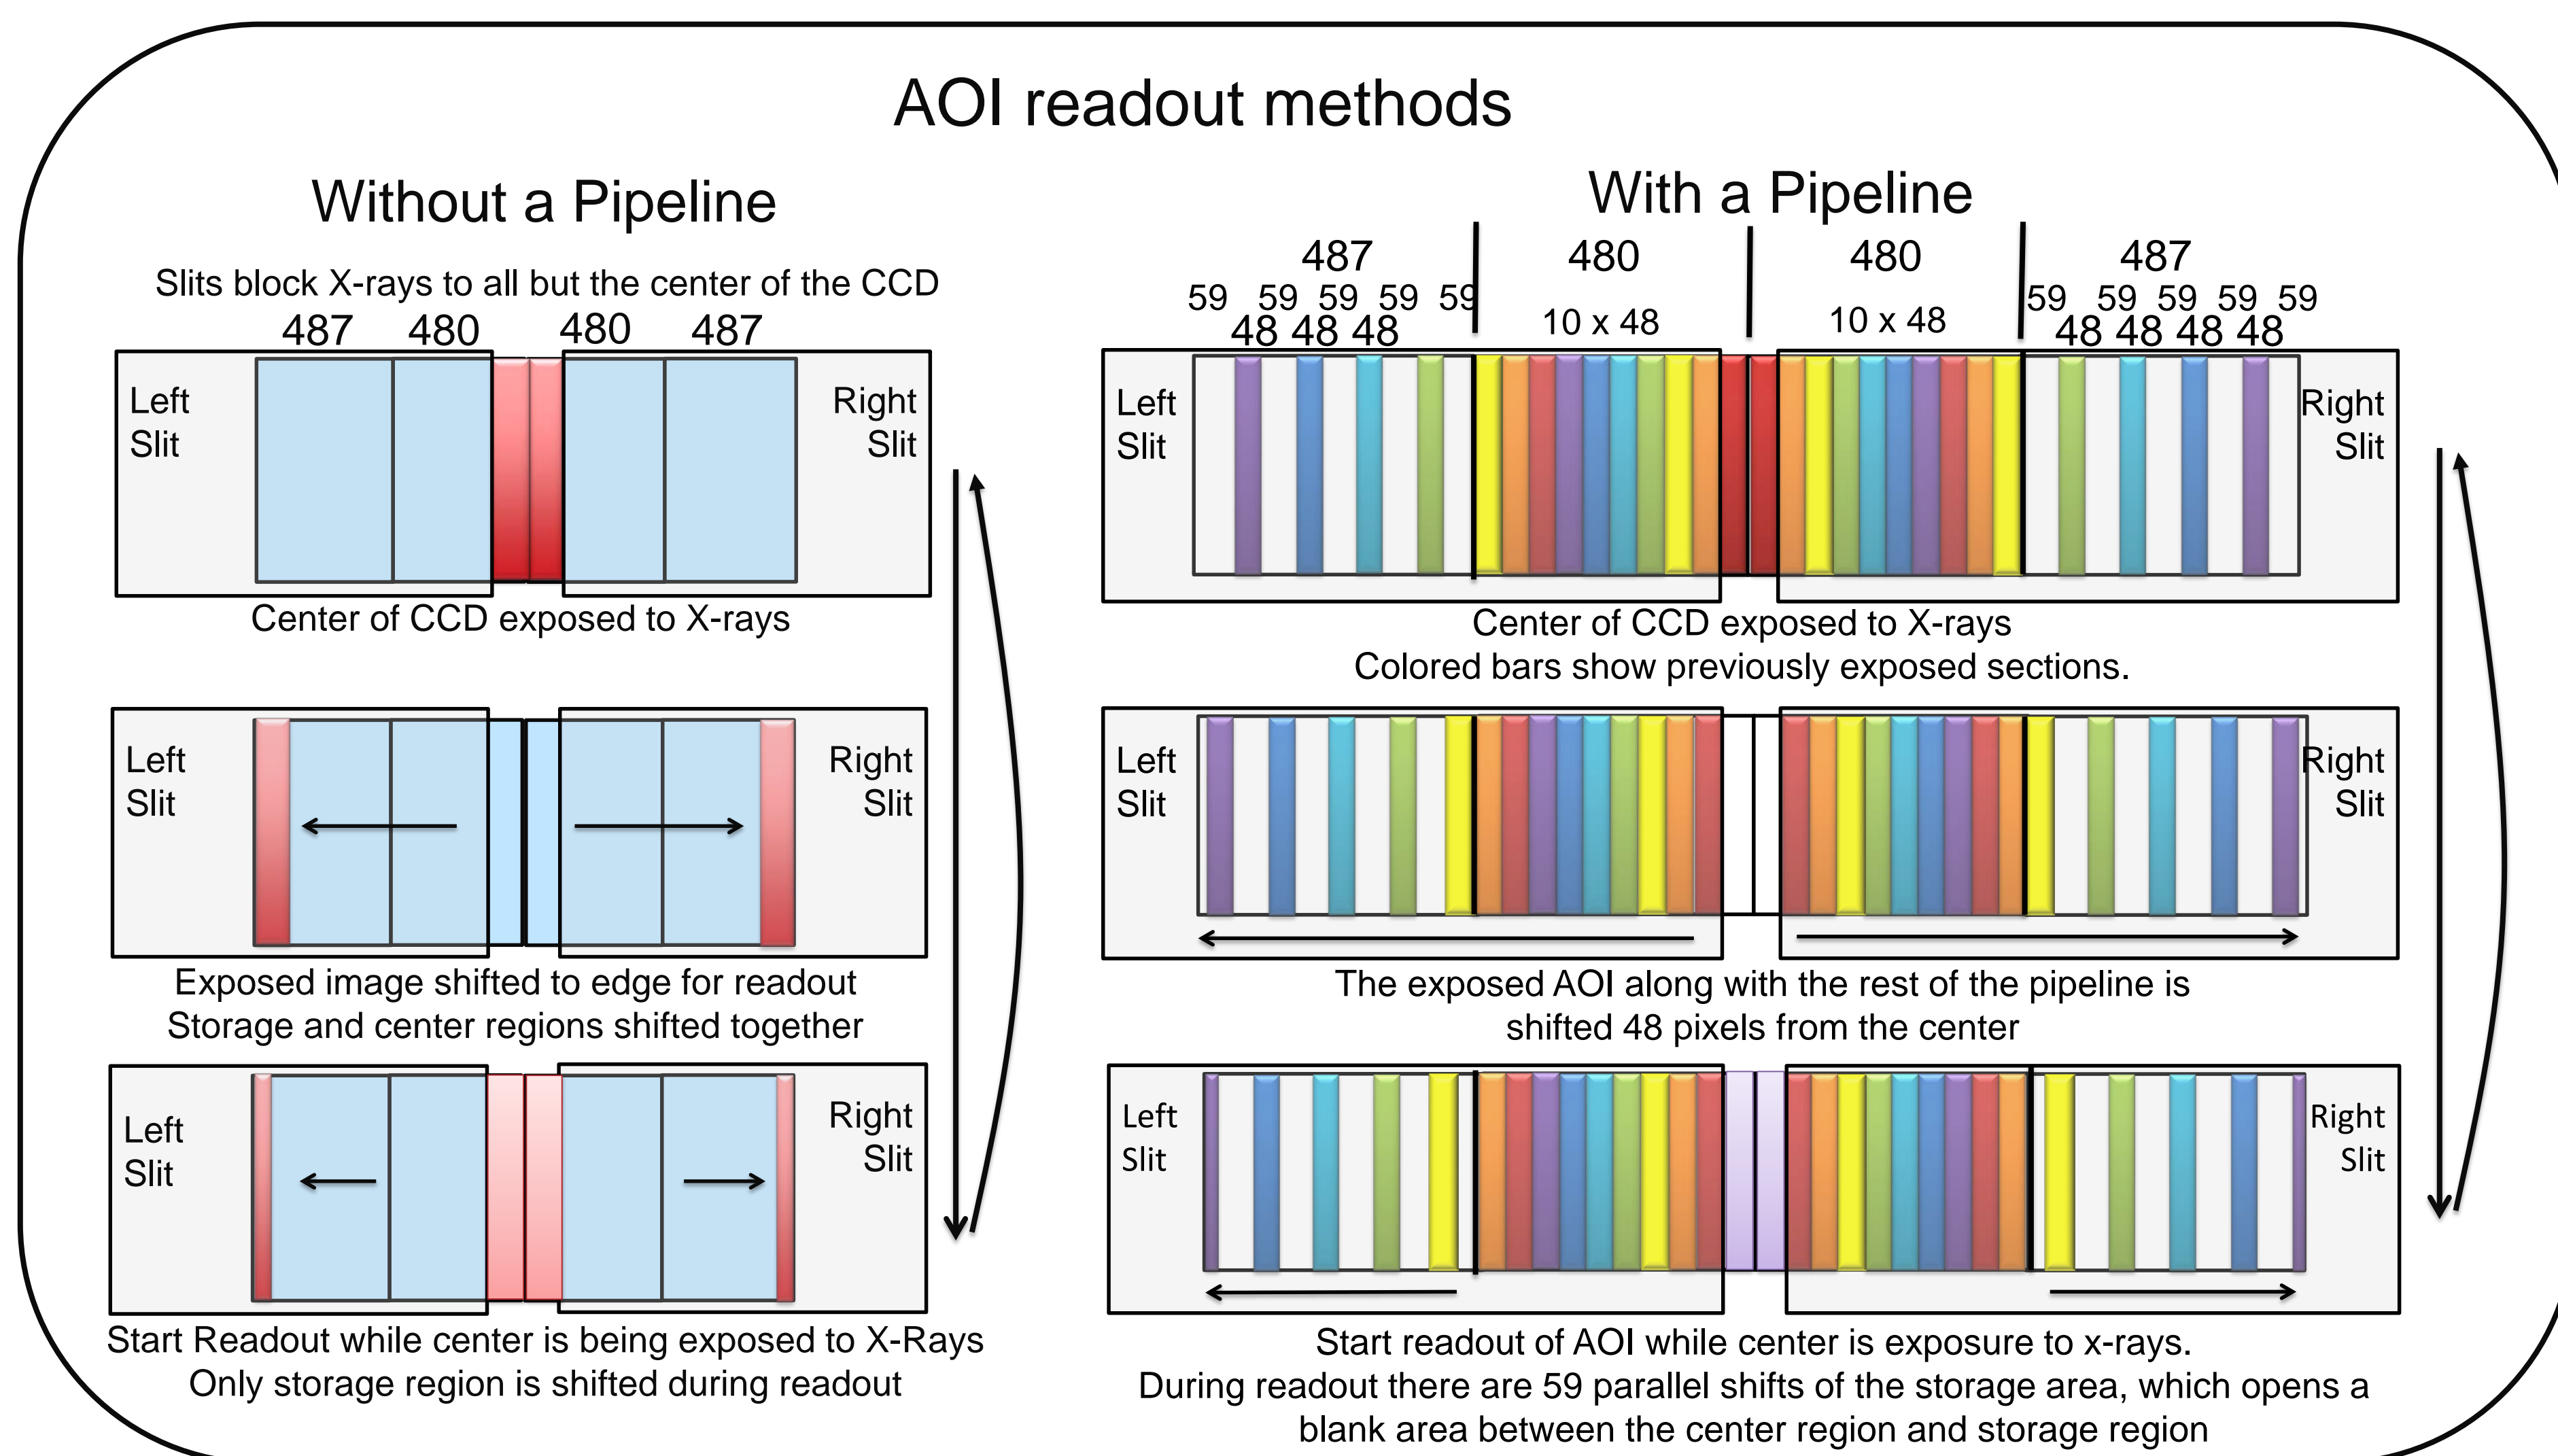 AOI readout methods
Without a Pipeline
Slits block X-rays to all but the center of the CCD
487 480 480 487
Left
Slit
Right
Slit
Center of CCD exposed to X-rays
Left
Slit
Right
Slit
Exposed image shifted to edge for readout
Storage and center regions shifted together
Left
Slit
Right
Slit
Start Readout while center is being exposed to X-Rays
Only storage region is shifted during readout
With a Pipeline
487 480 480 487
59 59 59 59 59 59 59 59 59 59
48 48 48 10 x 48 10 x 48 48 48 48 48
Left
Slit
Right
Slit
Center of CCD exposed to X-rays
Colored bars show previously exposed sections.
Left
Slit
Right
Slit
The exposed AOI along with the rest of the pipeline is
shifted 48 pixels from the center
Left
Slit
Right
Slit
Start readout of AOI while center is exposure to x-rays.
During readout there are 59 parallel shifts of the storage area, which opens a
blank area between the center region and storage region